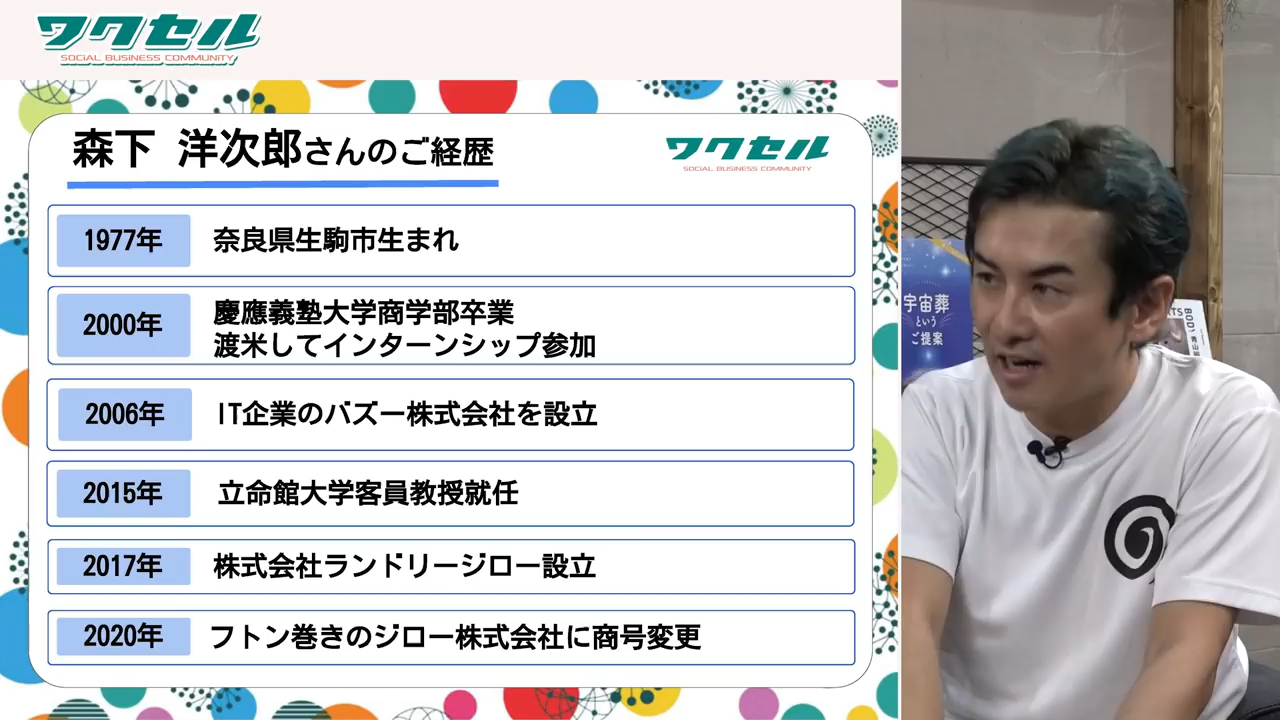 ワクセル
SOCIAL BUSINESS COMMUNITY
森下 洋次郎さんのご経歴
ワクセル
SOCIAL BUSINESS COMMUNITY
1977年
奈良県生駒市生まれ
2000年
慶應義塾大学商学部卒業
渡米してインターンシップ参加
2006年
IT企業のバズー株式会社を設立
2015年
立命館大学客員教授就任
2017年
株式会社ランドリージロー設立
2020年
フトン巻きのジロー株式会社に商号変更
宇宙葬
という
ご提案